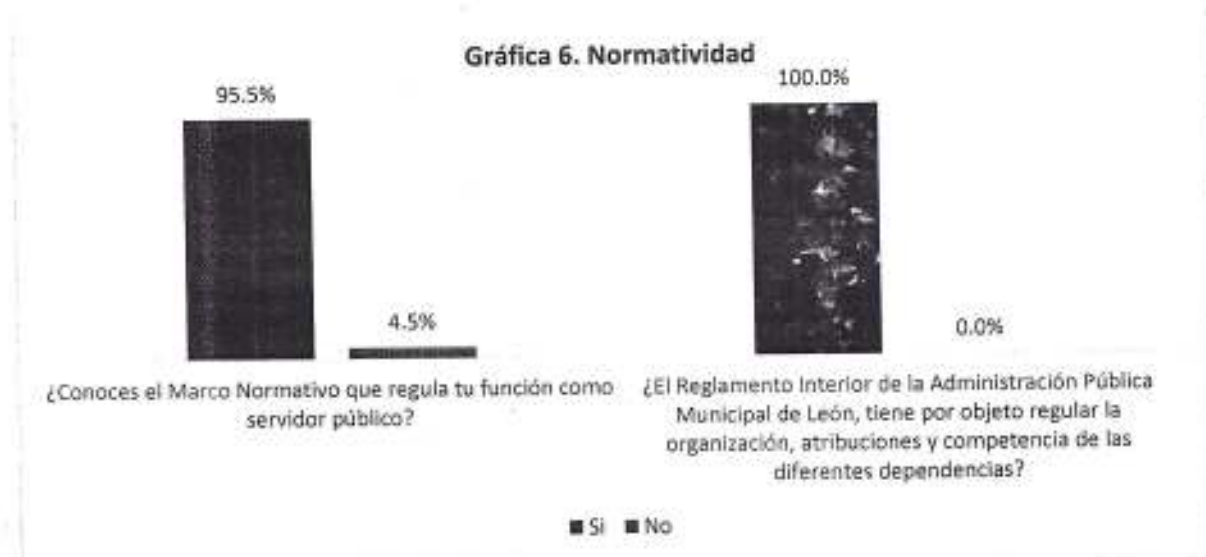 Gráfica 6. Normatividad
95.5%
4.5%
¿Conoces el Marco Normativo que regula tu función como
servidor público?
100.0%
0.0%
¿El Reglamento Interior de la Administración Pública
Municipal de León, tiene por objeto regular la
organización, atribuciones y competencia de las
diferentes dependencias?
Si No